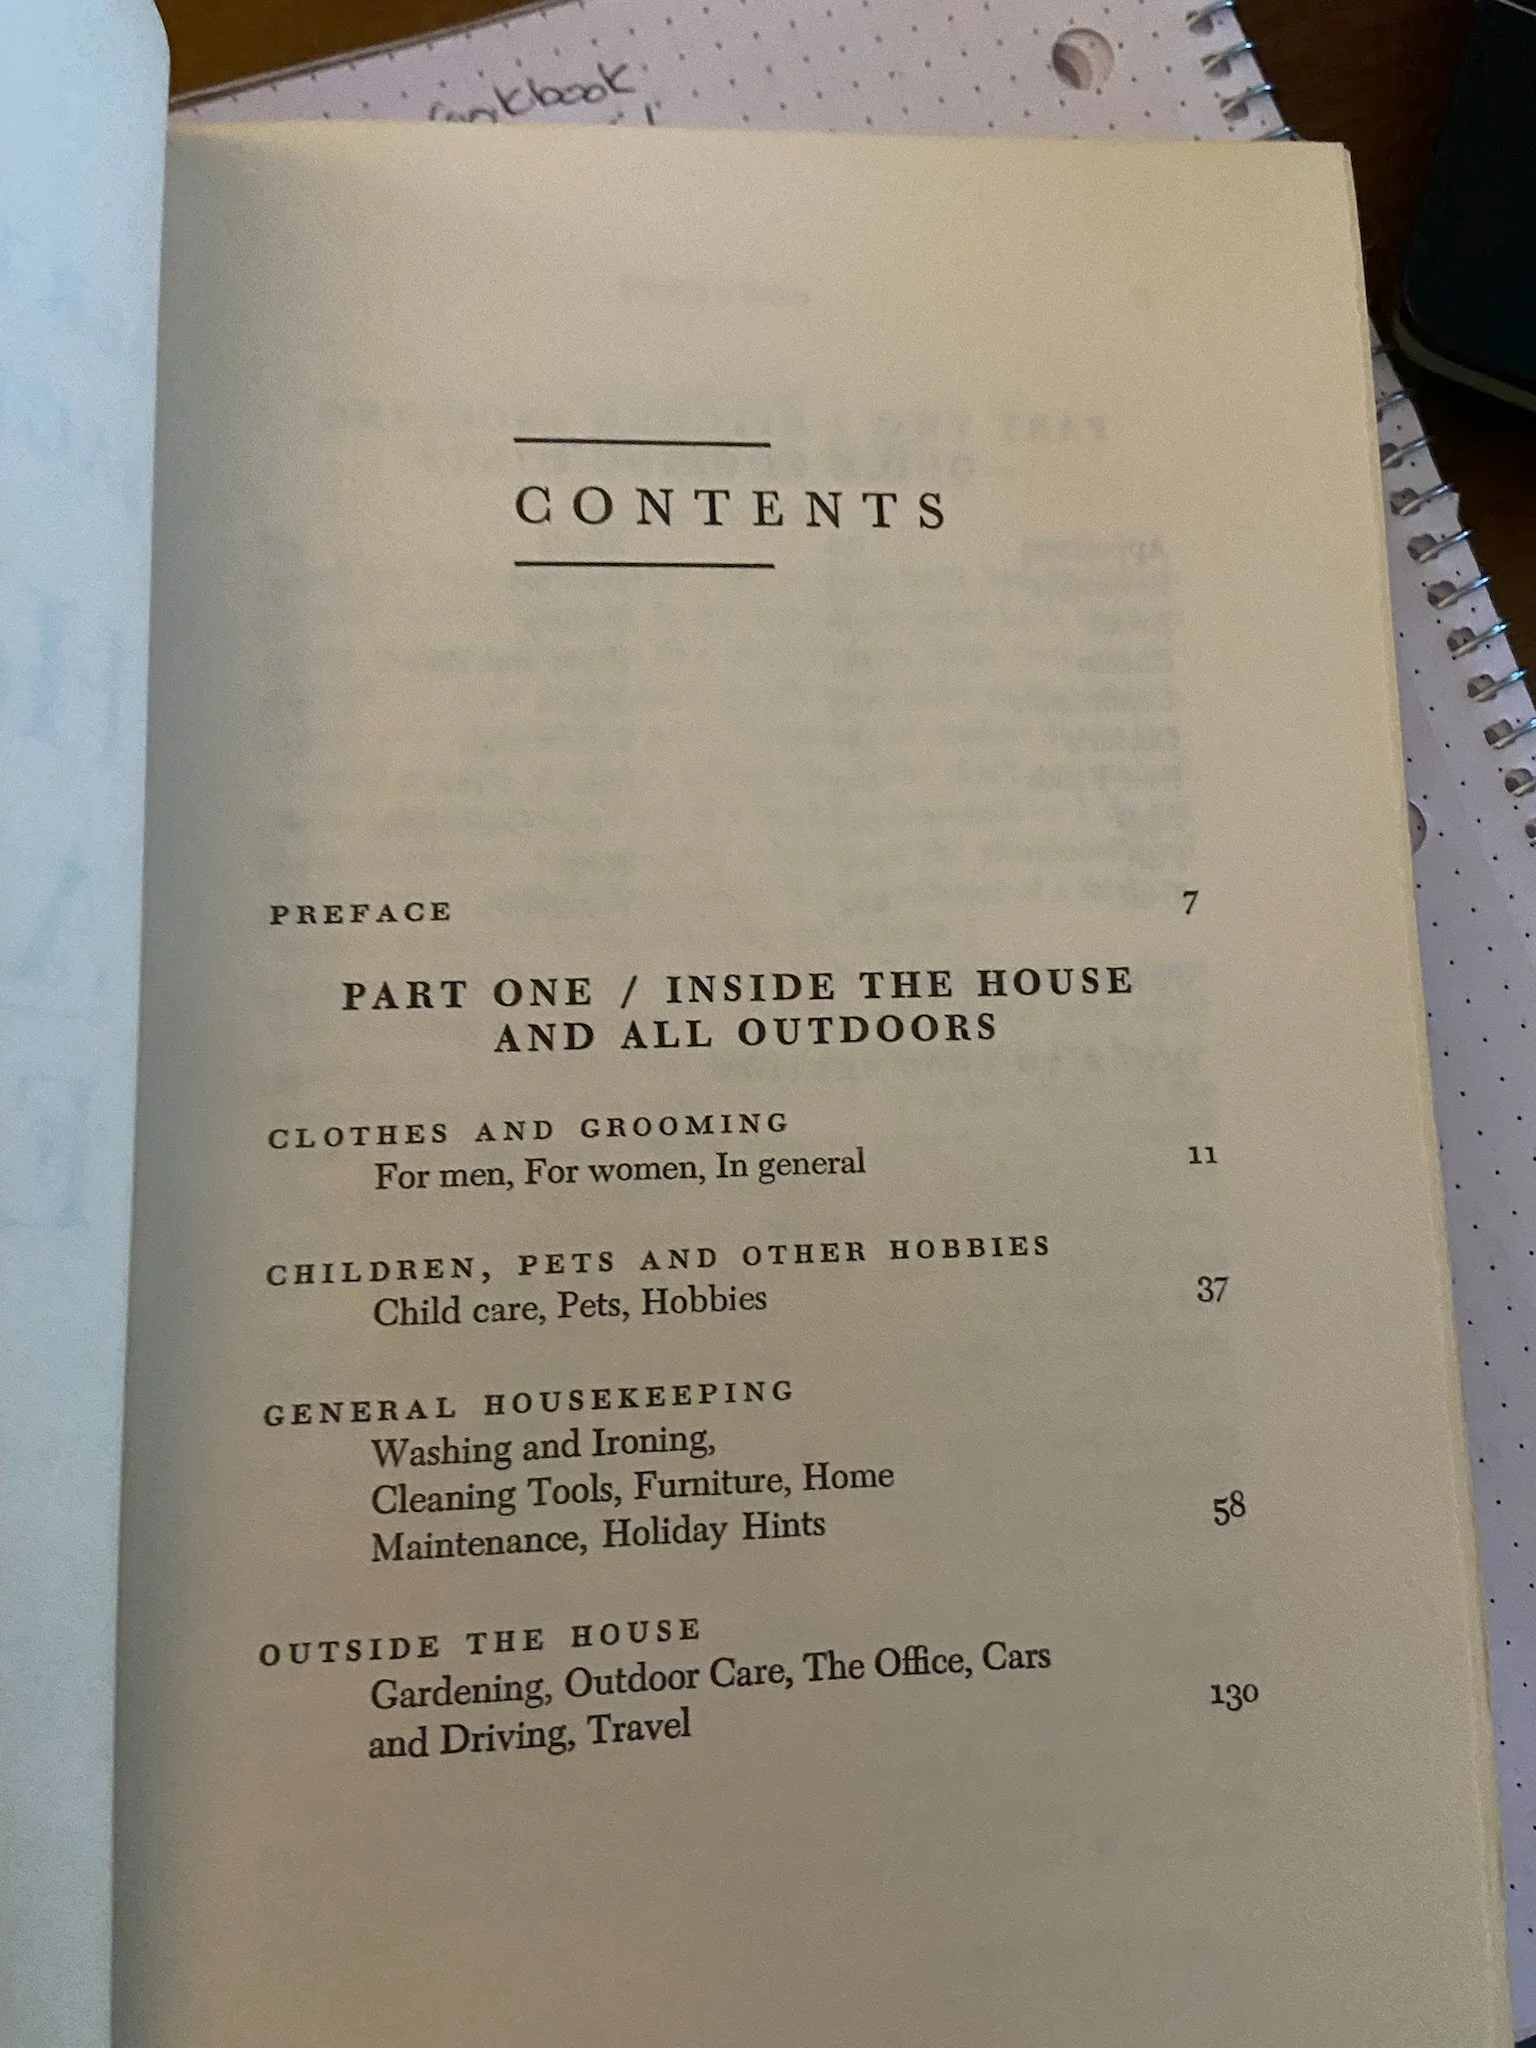 CONTENTS
PREFACE 7
PART ONE / INSIDE THE HOUSE
AND ALL OUTDOORS
CLOTHES AND GROOMING
For men, For women, In general 11
CHILDREN, PETS AND OTHER HOBBIES
Child care, Pets, Hobbies 37
GENERAL HOUSEKEEPING
Washing and Ironing,
Cleaning Tools, Furniture, Home
Maintenance, Holiday Hints 58
OUTSIDE THE HOUSE
Gardening, Outdoor Care, The Office, Cars
and Driving, Travel 130